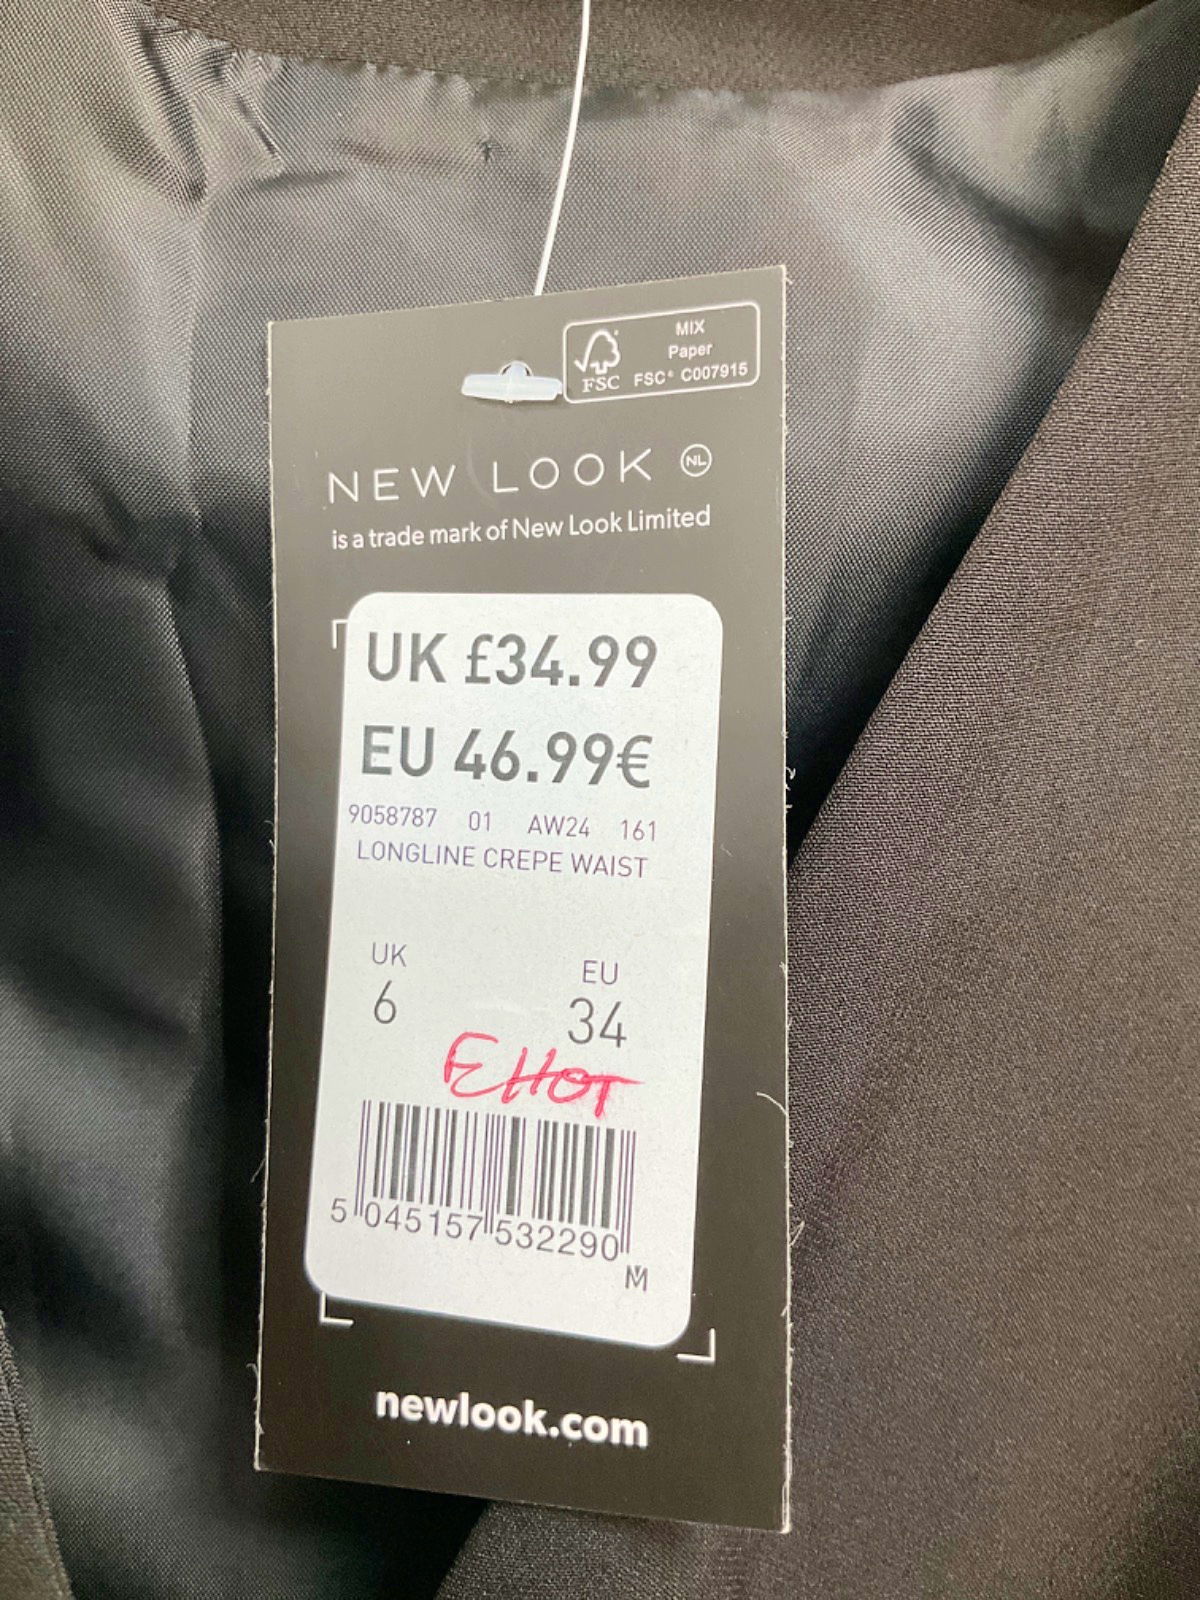 MIX
Paper
FSC
FSC® C007915
NEW LOOK NL
is a trade mark of New Look Limited
UK £34.99
EU 46.99€
9058787 01 AW24 161
LONGLINE CREPE WAIST
UK EU
6 34
5 045157 532290
M
newlook.com